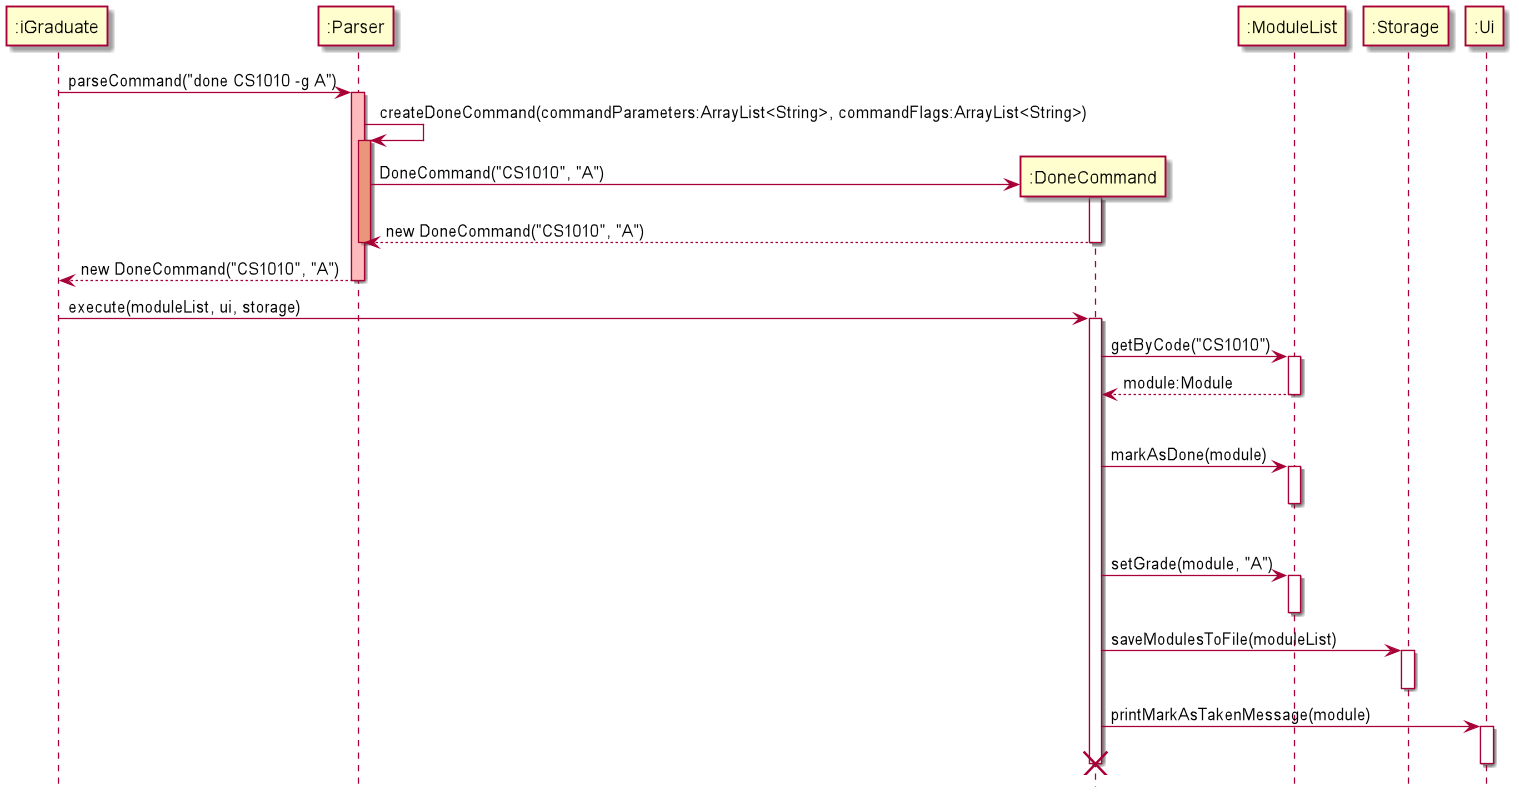 :iGraduate
:Parser
:ModuleList
:Storage
:Ui
parseCommand("done CS1010 -g A")
createDoneCommand(commandParameters:ArrayList<String>, commandFlags:ArrayList<String>)
DoneCommand("CS1010", "A")
:DoneCommand
new DoneCommand("CS1010", "A")
new DoneCommand("CS1010", "A")
execute(moduleList, ui, storage)
getByCode("CS1010")
module:Module
markAsDone(module)
setGrade(module, "A")
saveModulesToFile(moduleList)
printMarkAsTakenMessage(module)